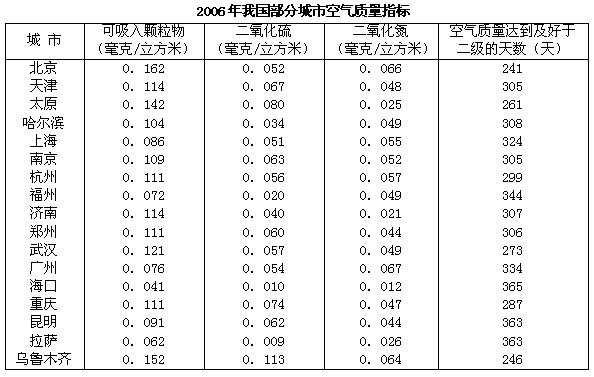 2006年我国部分城市空气质量指标
城 市 可吸入颗粒物 二氧化硫 二氧化氮 空气质量达到及好于
(毫克/立方米) (毫克/立方米) (毫克/立方米) 二级的天数（天）
北京 0. 162 0. 052 0. 066 241
天津 0. 114 0. 067 0. 048 305
太原 0. 142 0. 080 0. 025 261
哈尔滨 0. 104 0. 034 0. 049 308
上海 0. 086 0. 051 0. 055 324
南京 0. 109 0. 063 0. 052 305
杭州 0. 111 0. 056 0. 057 299
福州 0. 072 0. 020 0. 049 344
济南 0. 114 0. 040 0. 021 307
郑州 0. 111 0. 060 0. 044 306
武汉 0. 121 0. 057 0. 049 273
广州 0. 076 0. 054 0. 067 334
海口 0. 041 0. 010 0. 012 365
重庆 0. 111 0. 074 0. 047 287
昆明 0. 091 0. 062 0. 044 363
拉萨 0. 062 0. 009 0. 026 363
乌鲁木齐 0. 152 0. 113 0. 064 246